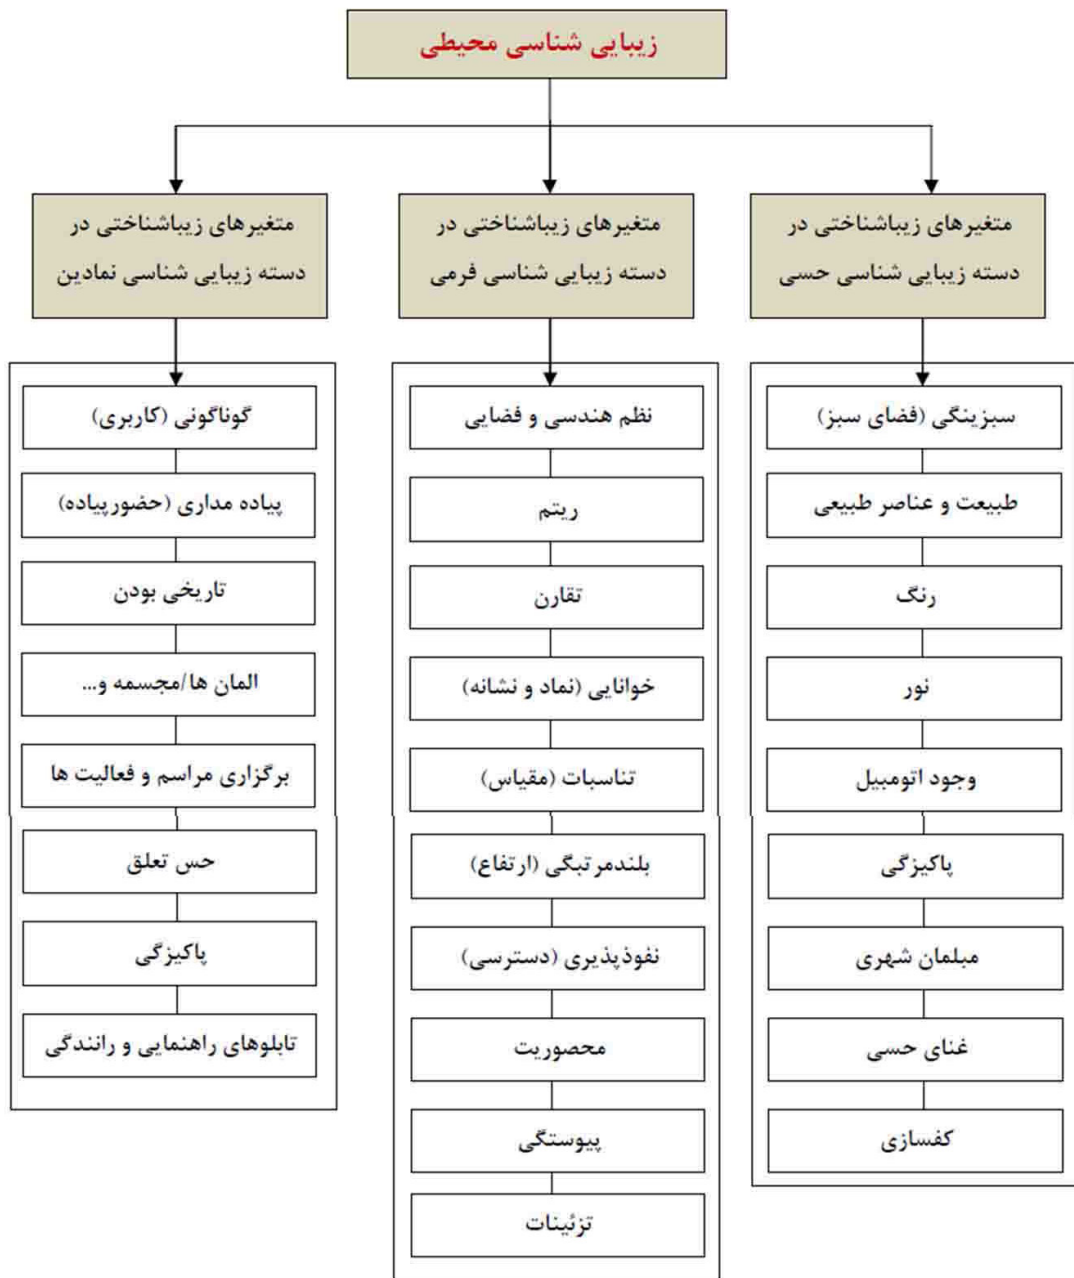 زیبایی شناسی محیطی
متغیرهای زیباشناختی در
دسته زیبایی شناسی حسی
سبزینگی (فضای سبز)
طبیعت و عناصر طبیعی
رنگ
نور
وجود اتومبیل
پاکیزگی
مبلمان شهری
غنای حسی
کفسازی
متغیرهای زیباشناختی در
دسته زیبایی شناسی فرمی
نظم هندسی و فضایی
ریتم
تقارن
خوانایی (نماد و نشانه)
تناسبات (مقیاس)
بلندمرتبگی (ارتفاع)
نفوذپذیری (دسترسی)
محصوریت
پیوستگی
تزئینات
متغیرهای زیباشناختی در
دسته زیبایی شناسی نمادین
گوناگونی (کاربری)
پیاده مداری (حضورپیاده)
تاریخی بودن
المان ها/مجسمه و...
برگزاری مراسم و فعالیت ها
حس تعلق
پاکیزگی
تابلوهای راهنمایی و رانندگی